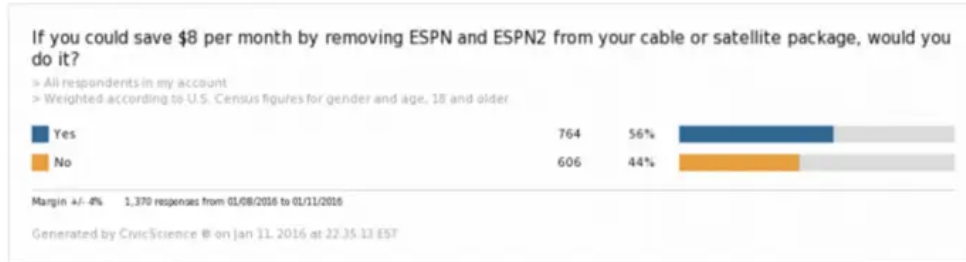 If you could save $8 per month by removing ESPN and ESPN2 from your cable or satellite package, would you
do it?
> All respondents in my account
> Weighted according to U.S. Census figures for gender and age, 18 and older
Yes 764 56%
No 606 44%
Margin +/- 4% 1,370 responses from 01/08/2016 to 01/11/2016
Generated by CivicScience ® on Jan 11, 2016 at 22:35:13 EST